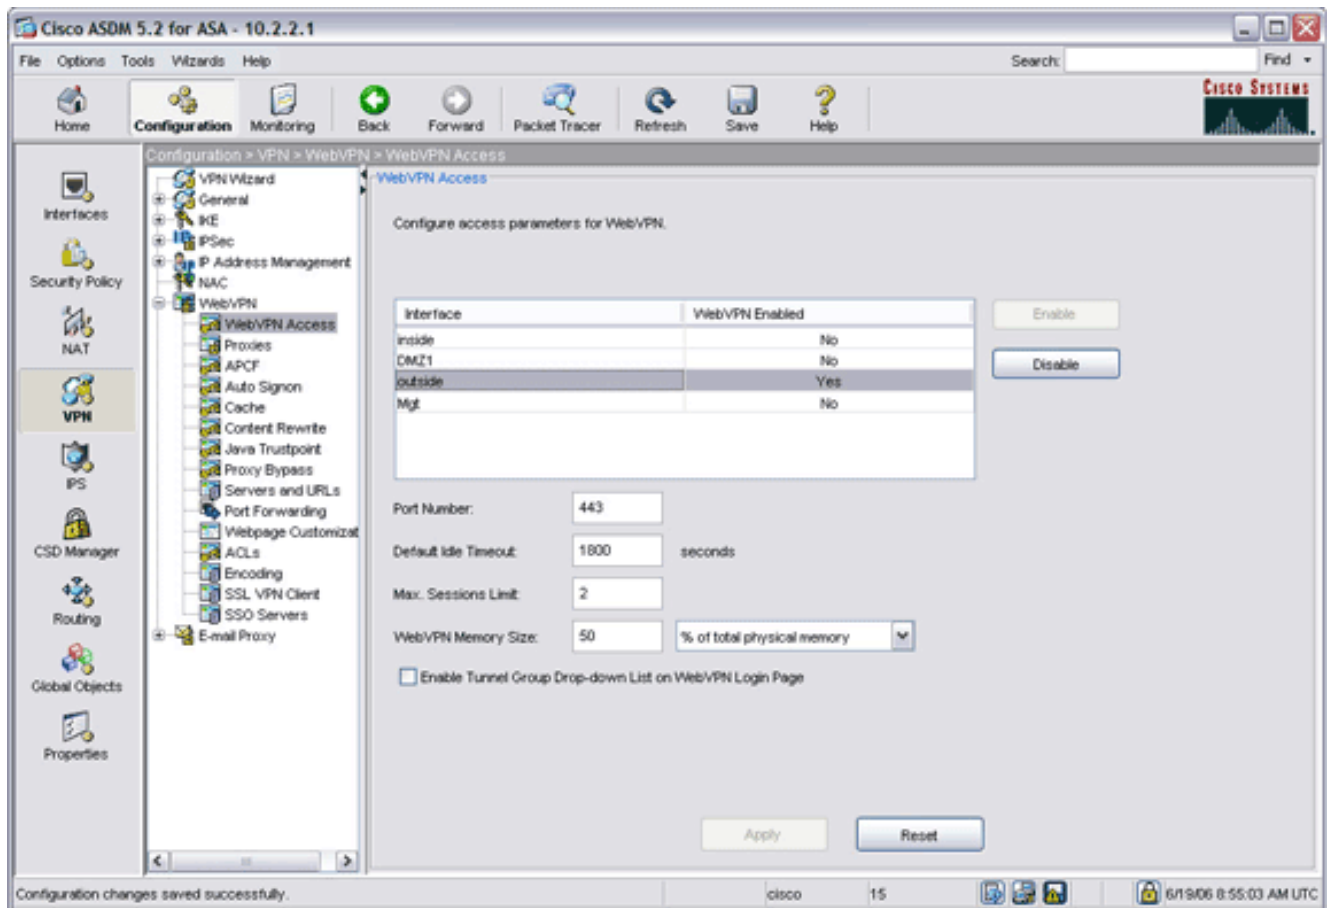 Cisco ASDM 5.2 for ASA - 10.2.2.1
File Options Tools Wizards Help Search: Find
Home Configuration Monitoring Back Forward Packet Tracer Refresh Save Help
CISCO SYSTEMS
Configuration > VPN > WebVPN > WebVPN Access
Interfaces
Security Policy
NAT
VPN
IPS
CSD Manager
Routing
Global Objects
Properties
VPN Wizard
General
IKE
IPSec
IP Address Management
NAC
WebVPN
WebVPN Access
Proxies
APCF
Auto Signon
Cache
Content Rewrite
Java Trustpoint
Proxy Bypass
Servers and URLs
Port Forwarding
Webpage Customizat
ACLs
Encoding
SSL VPN Client
SSO Servers
E-mail Proxy
WebVPN Access
Configure access parameters for WebVPN.
Interface WebVPN Enabled
inside No
DMZ1 No
outside Yes
Mgt No
Enable
Disable
Port Number: 443
Default Idle Timeout: 1800 seconds
Max. Sessions Limit: 2
WebVPN Memory Size: 50 % of total physical memory
Enable Tunnel Group Drop-down List on WebVPN Login Page
Apply Reset
Configuration changes saved successfully. cisco 15 6/19/06 8:55:03 AM UTC